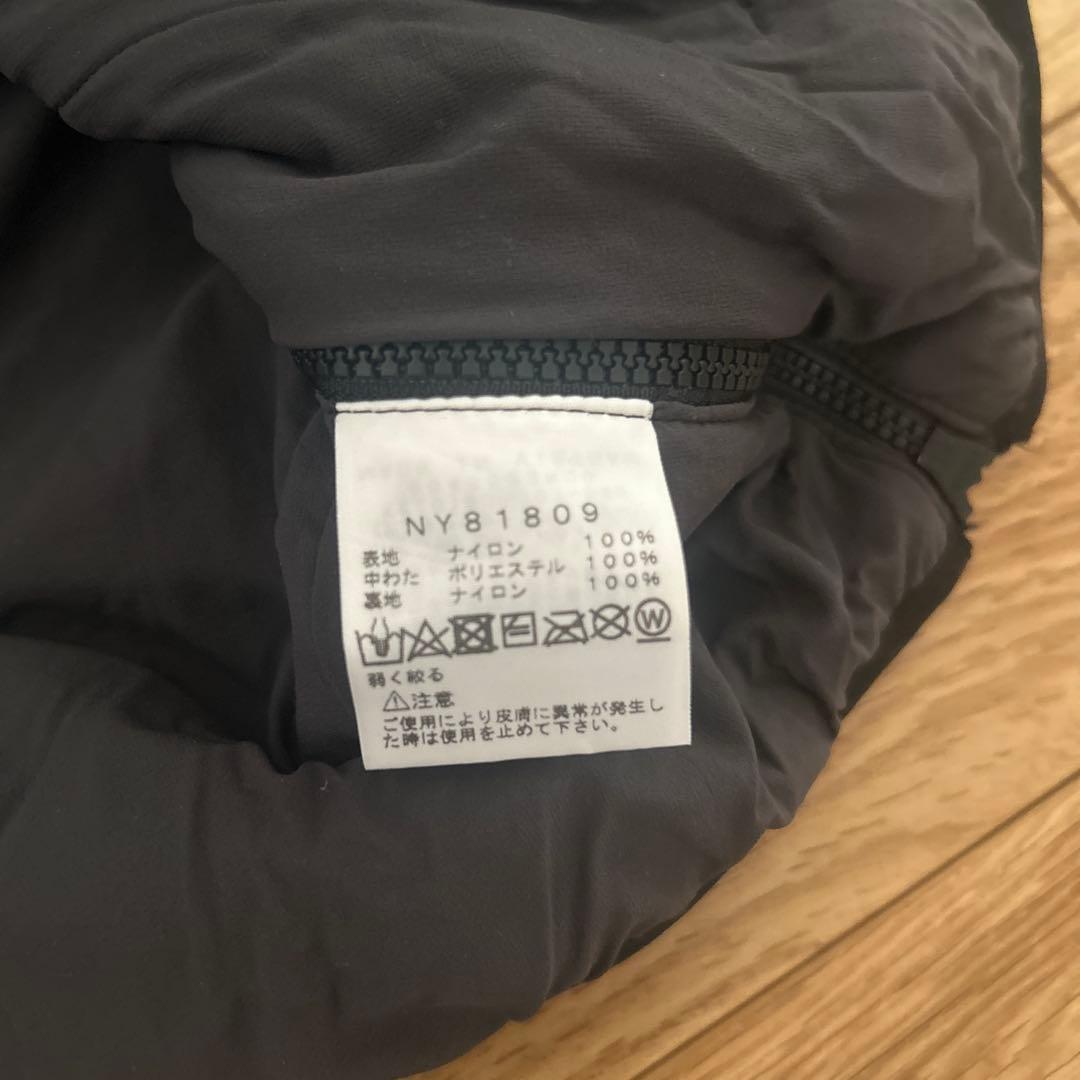 NY81809
表地 ナイロン 100%
中わた ポリエステル 100%
裏地 ナイロン 100%
W
弱く絞る
⚠注意
ご使用により皮膚に異常が発生し
た時は使用を止めて下さい。